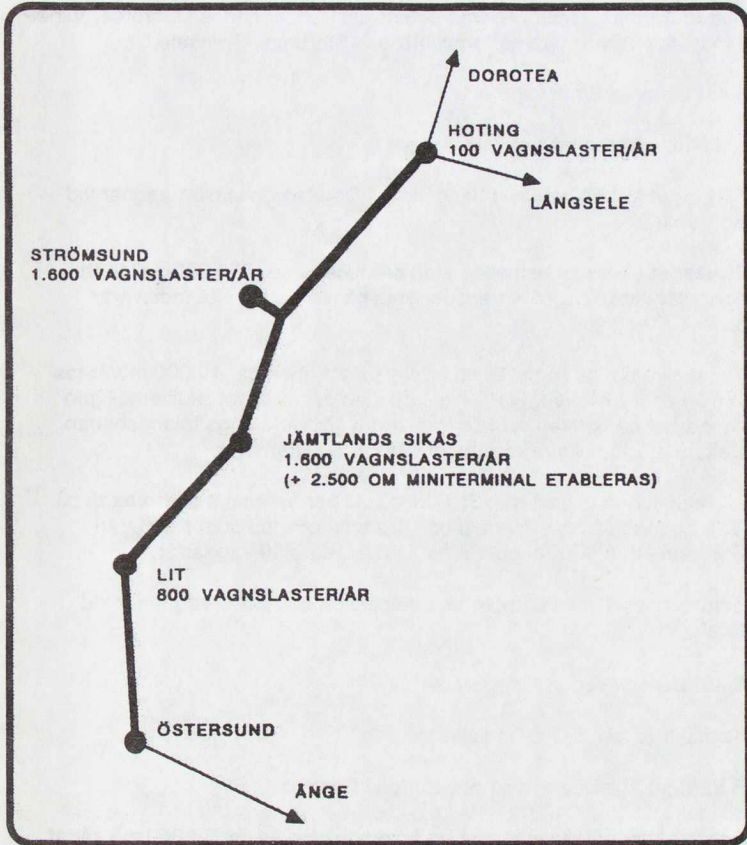 DOROTEA
HOTING
100 VAGNSLASTER/ÅR
LÅNGSELE
STRÖMSUND
1.600 VAGNSLASTER/ÅR
JÄMTLANDS SIKÅS
1.600 VAGNSLASTER/ÅR
(+ 2.500 OM MINITERMINAL ETABLERAS)
LIT
800 VAGNSLASTER/ÅR
ÖSTERSUND
ÅNGE